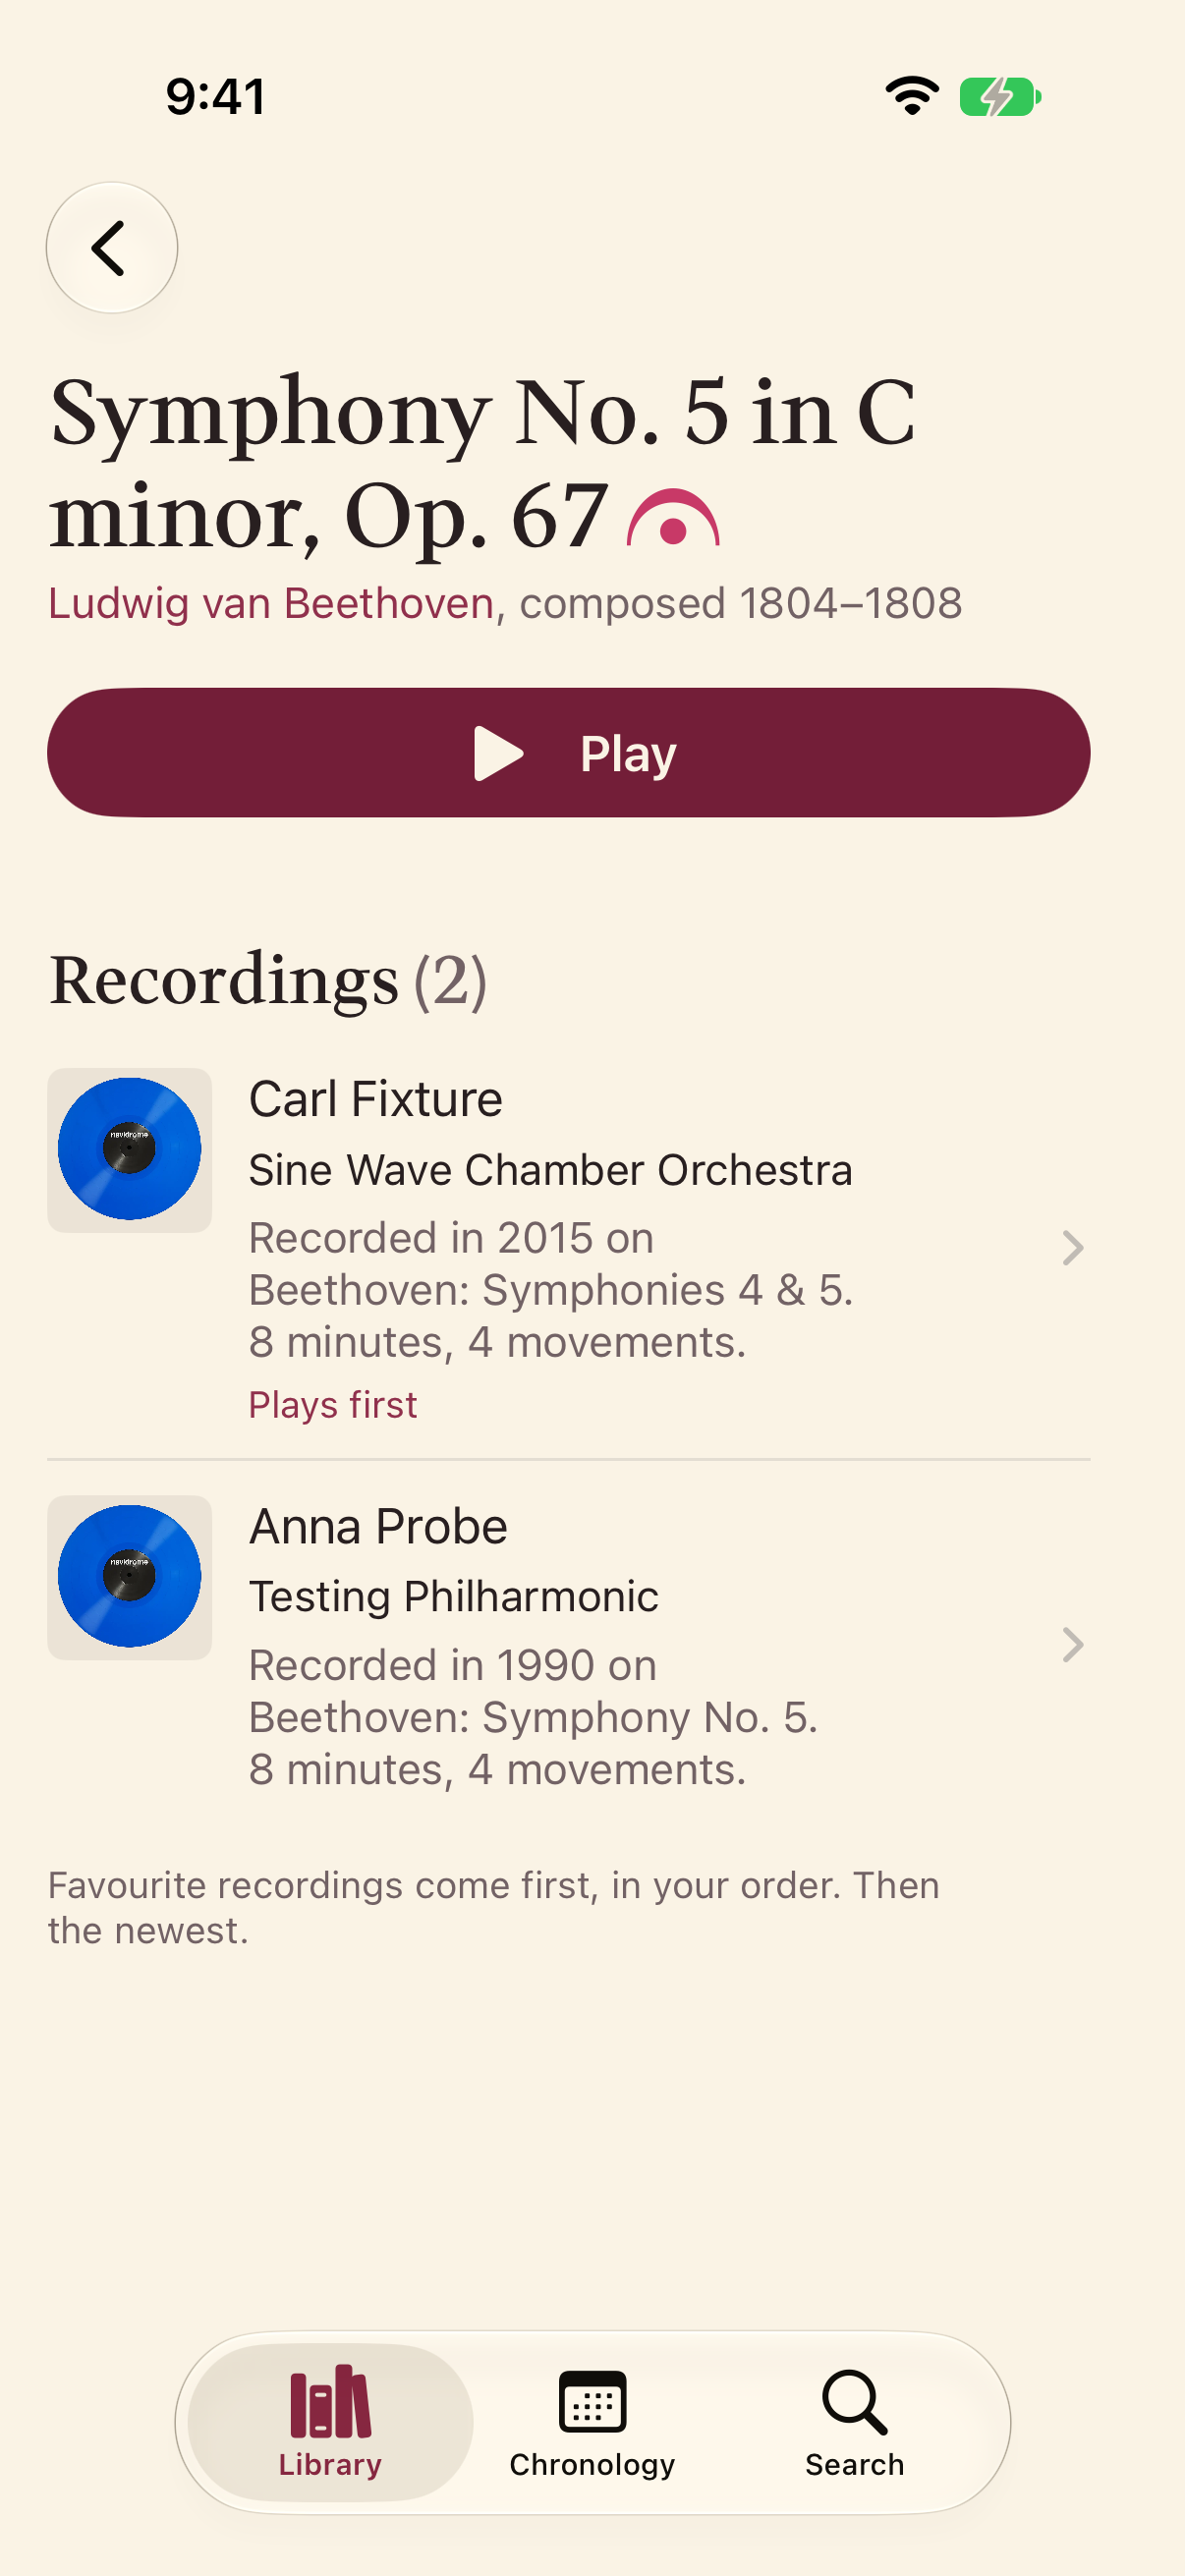 9:41
Symphony No. 5 in C
minor, Op. 67
Ludwig van Beethoven, composed 1804–1808
Play
Recordings (2)
navidrome
Carl Fixture
Sine Wave Chamber Orchestra
Recorded in 2015 on
Beethoven: Symphonies 4 & 5.
8 minutes, 4 movements.
Plays first
navidrome
Anna Probe
Testing Philharmonic
Recorded in 1990 on
Beethoven: Symphony No. 5.
8 minutes, 4 movements.
Favourite recordings come first, in your order. Then
the newest.
Library
Chronology
Search